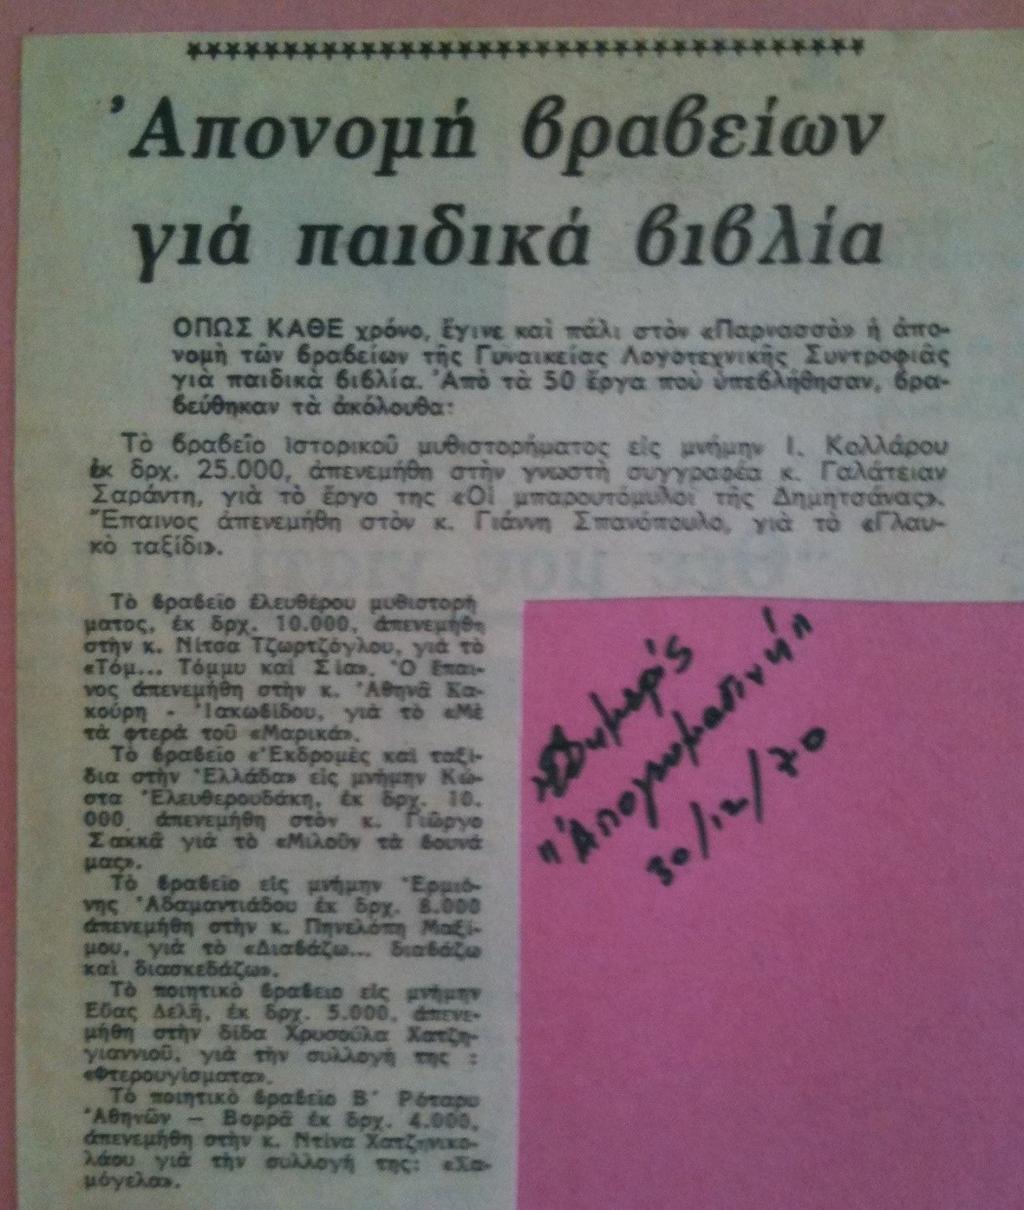 Ἀπονομή βραβείων
γιά παιδικά βιβλία
ΟΠΩΣ ΚΑΘΕ χρόνο, ἔγινε καὶ πάλι στὸν «Παρνασσὸ» ἡ ἀπο-
νομὴ τῶν βραβείων τῆς Γυναικείας Λογοτεχνικῆς Συντροφιᾶς
γιὰ παιδικὰ βιβλία. Ἀπὸ τὰ 50 ἔργα ποὺ ὑπεβλήθησαν, βρα-
βεύθηκαν τὰ ἀκόλουθα:
Τὸ βραβεῖο ἱστορικοῦ μυθιστορήματος εἰς μνήμην Ι. Κολλάρου
ἐκ δρχ. 25.000, ἀπενεμήθη στὴν γνωστὴ συγγραφέα κ. Γαλάτειαν
Σαράντη, γιὰ τὸ ἔργο της «Οἱ μπαρουτόμυλοι τῆς Δημητσάνας».
Ἔπαινος ἀπενεμήθη στὸν κ. Γιάννη Σπανόπουλο, γιὰ τὸ «Γλαυ-
κὸ ταξίδι».
Τὸ βραβεῖο ἐλευθέρου μυθιστορή
ματος, ἐκ δρχ. 10.000, ἀπενεμήθη
στὴν κ. Νίτσα Τζωρτζόγλου, γιὰ τὸ
«Τόμ... Τόμμυ καὶ Σία». Ὁ ἔπαι-
νος ἀπενεμήθη στὴν κ. Ἀθηνᾶ Κα-
κούρη - Ἰακωβίδου, γιὰ τὸ «Μὲ
τὰ φτερὰ τοῦ «Μαρικά».
Τὸ βραβεῖο «Ἐκδρομὲς καὶ ταξί-
δια στὴν Ἑλλάδα» εἰς μνήμην Κώ-
στα Ἐλευθερουδάκη, ἐκ δρχ. 10.
000 ἀπενεμήθη στὸν κ. Γιῶργο
Σακκᾶ γιὰ τὸ «Μιλοῦν τὰ βουνά
μας».
Τὸ βραβεῖο εἰς μνήμην Ἑρμιό-
νης Ἀδαμαντιάδου ἐκ δρχ. 8.000
ἀπενεμήθη στὴν κ. Πηνελόπη Μαξί-
μου, γιὰ τὸ «Διαβάζω... διαβάζω
καὶ διασκεδάζω».
Τὸ ποιητικὸ βραβεῖο εἰς μνήμην
Εὔας Δελῆ, ἐκ δρχ. 5.000, ἀπενε-
μήθη στὴν δίδα Χρυσούλα Χατζη-
γιαννιοῦ, γιὰ τὴν συλλογή της :
«Φτερουγίσματα».
Τὸ ποιητικὸ βραβεῖο Β΄ Ρόταρυ
Ἀθηνῶν — Βορρᾶ ἐκ δρχ. 4.000,
ἀπενεμήθη στὴν κ. Ντίνα Χατζηνικο-
λάου γιὰ τὴν συλλογή της: «Χα-
μόγελα».
"Ἀπογευματινή"
30/12/70